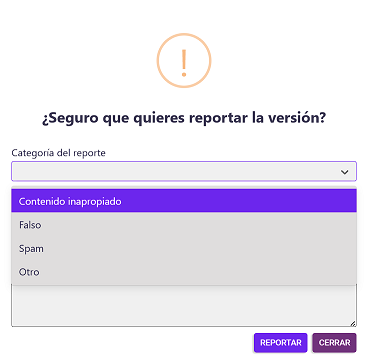 !
¿Seguro que quieres reportar la versión?
Categoría del reporte
Contenido inapropiado
Falso
Spam
Otro
REPORTAR CERRAR